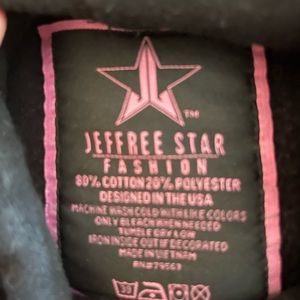 TM
JEFFREE STAR
FASHION
80% COTTON 20% POLYESTER
DESIGNED IN THE USA
MACHINE WASH COLD WITH LIKE COLORS
ONLY BLEACH WHEN NEEDED
TUMBLE DRY LOW
IRON INSIDE OUT IF DECORATED
MADE IN VIETNAM